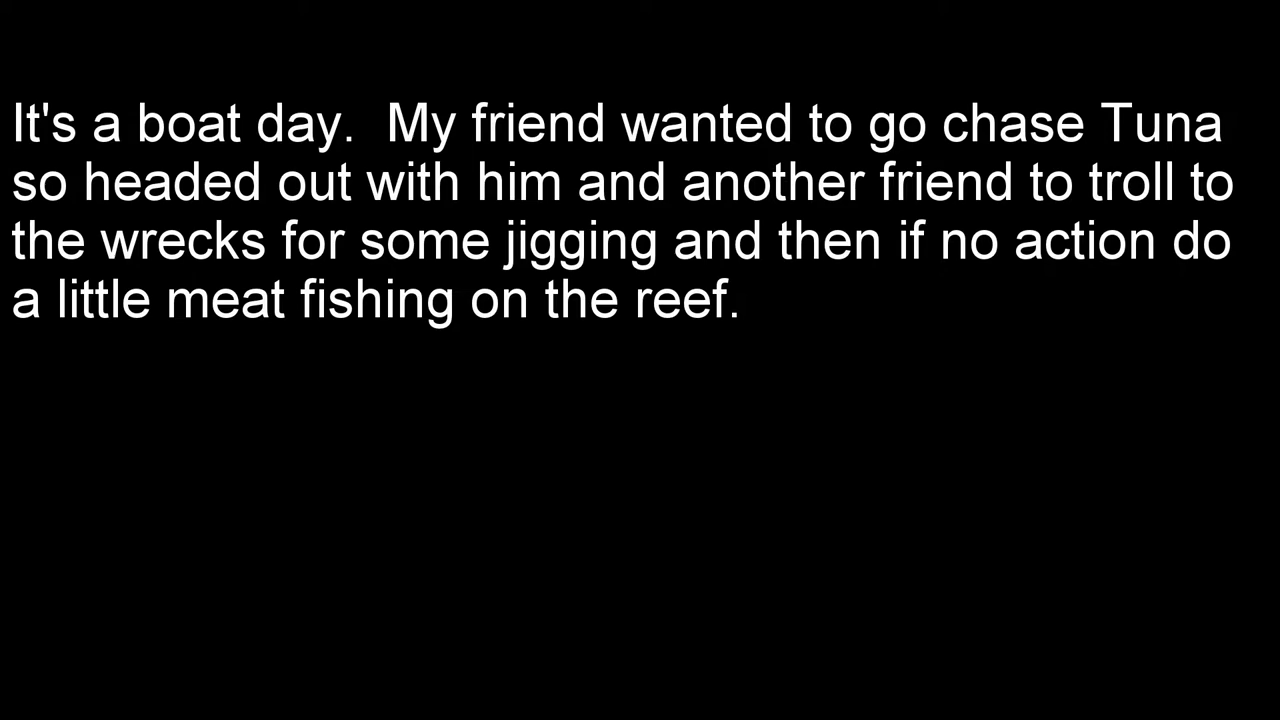 It's a boat day.  My friend wanted to go chase Tuna
so headed out with him and another friend to troll to
the wrecks for some jigging and then if no action do
a little meat fishing on the reef.